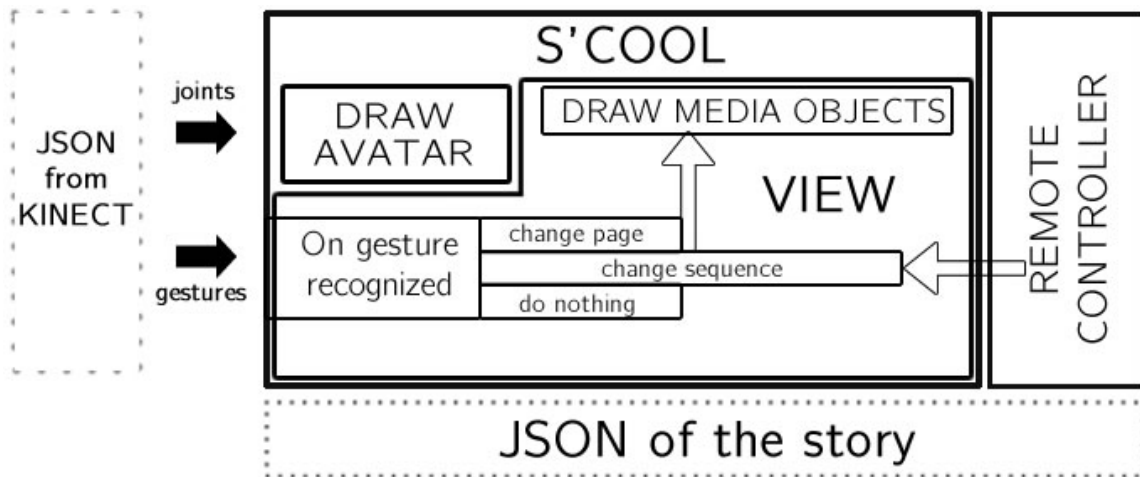 JSON
from
KINECT
joints
gestures
S'COOL
DRAW
AVATAR
DRAW MEDIA OBJECTS
VIEW
On gesture
recognized
change page
change sequence
do nothing
REMOTE
CONTROLLER
JSON of the story